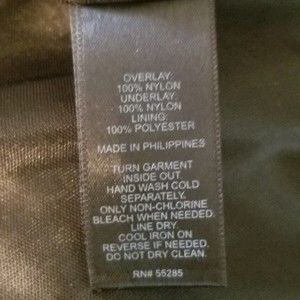 OVERLAY:
100% NYLON
UNDERLAY:
100% NYLON
LINING:
100% POLYESTER
MADE IN PHILIPPINES
TURN GARMENT
INSIDE OUT
HAND WASH COLD
SEPARATELY.
ONLY NON-CHLORINE
BLEACH WHEN NEEDED.
LINE DRY.
COOL IRON ON
REVERSE IF NEEDED.
DO NOT DRY CLEAN.
RN# 55285